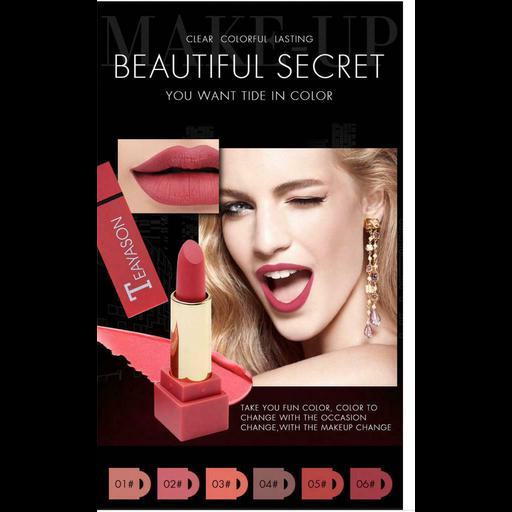 MAKE-UP
CLEAR COLORFUL LASTING
BEAUTIFUL SECRET
YOU WANT TIDE IN COLOR
TEAYASON
TAKE YOU FUN COLOR, COLOR TO
CHANGE WITH THE OCCASION
CHANGE,WITH THE MAKEUP CHANGE
01# 02# 03# 04# 05# 06#